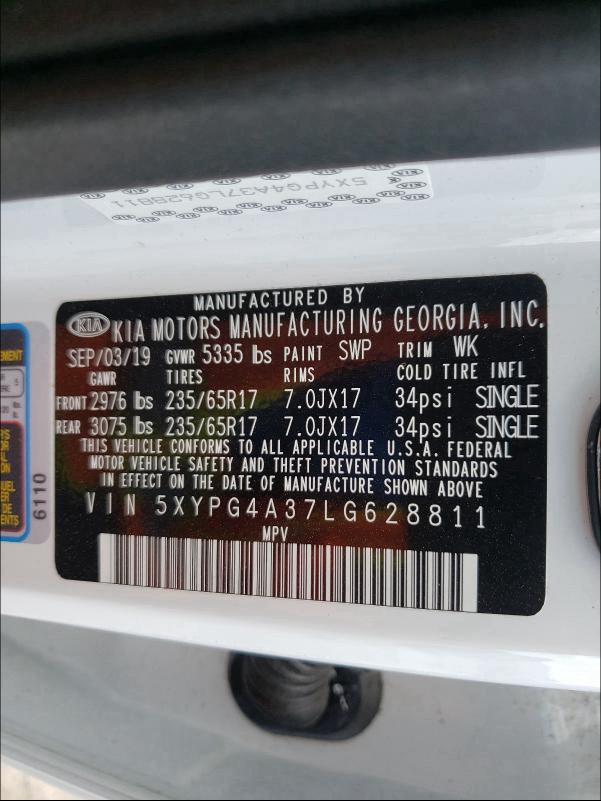 5XYPG4A37LG628811
MANUFACTURED BY
KIA KIA MOTORS MANUFACTURING GEORGIA, INC.
SEP/03/19 GVWR 5335 lbs PAINT SWP TRIM WK
GAWR TIRES RIMS COLD TIRE INFL
FRONT 2976 lbs 235/65R17 7.0JX17 34psi SINGLE
REAR 3075 lbs 235/65R17 7.0JX17 34psi SINGLE
THIS VEHICLE CONFORMS TO ALL APPLICABLE U.S.A. FEDERAL
MOTOR VEHICLE SAFETY AND THEFT PREVENTION STANDARDS
IN EFFECT ON THE DATE OF MANUFACTURE SHOWN ABOVE
VIN 5XYPG4A37LG628811
MPV
6110